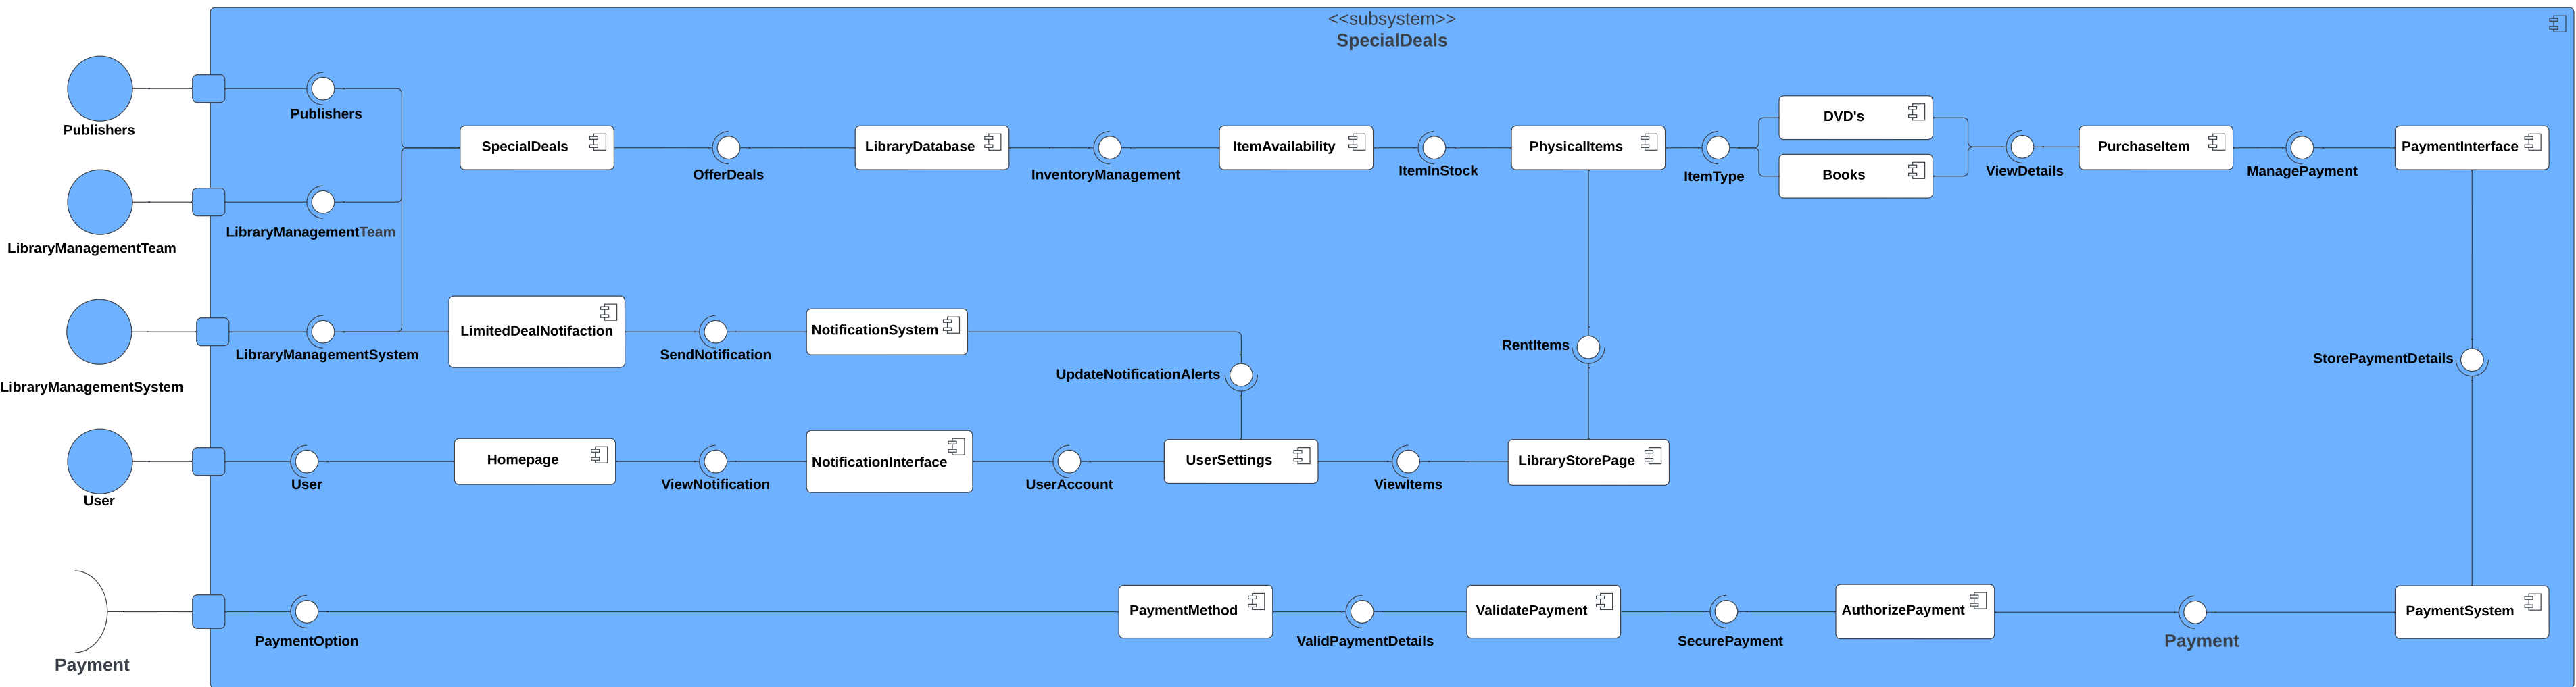 <<subsystem>>
SpecialDeals
Publishers
Publishers
SpecialDeals
OfferDeals
LibraryDatabase
InventoryManagement
ItemAvailability
ItemInStock
PhysicalItems
ItemType
DVD's
Books
ViewDetails
PurchaseItem
ManagePayment
PaymentInterface
LibraryManagementTeam
LibraryManagementTeam
LibraryManagementSystem
LibraryManagementSystem
LimitedDealNotifaction
SendNotification
NotificationSystem
UpdateNotificationAlerts
RentItems
StorePaymentDetails
User
User
Homepage
ViewNotification
NotificationInterface
UserAccount
UserSettings
ViewItems
LibraryStorePage
Payment
PaymentOption
PaymentMethod
ValidPaymentDetails
ValidatePayment
SecurePayment
AuthorizePayment
Payment
PaymentSystem